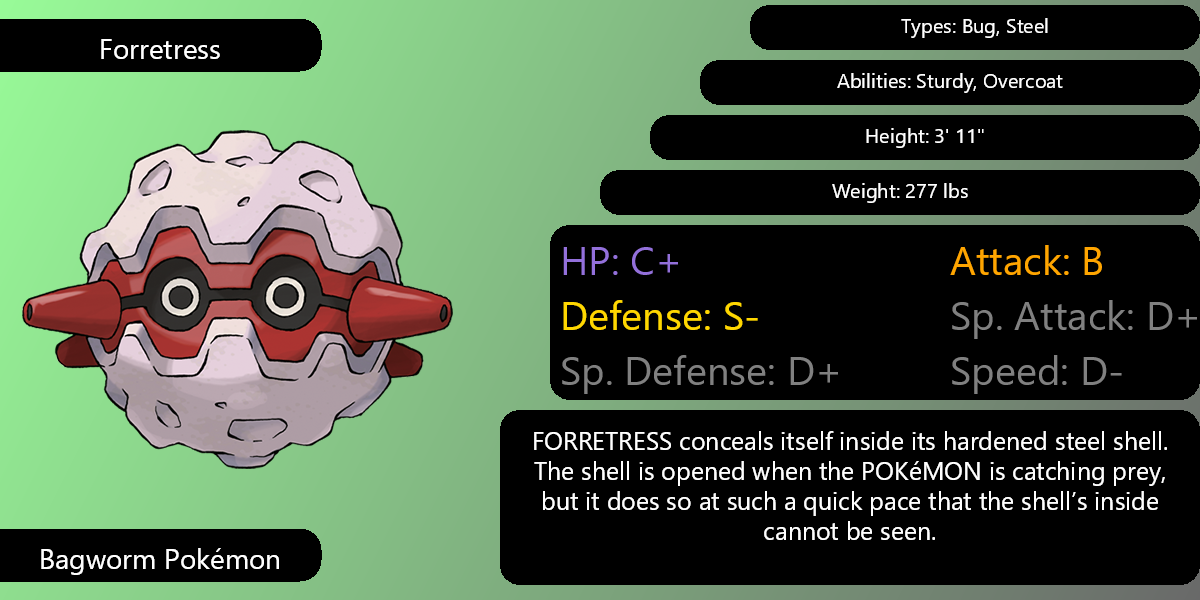 Forretress
Types: Bug, Steel
Abilities: Sturdy, Overcoat
Height: 3' 11"
Weight: 277 lbs
HP: C+
Attack: B
Defense: S-
Sp. Attack: D+
Sp. Defense: D+
Speed: D-
FORRETRESS conceals itself inside its hardened steel shell.
The shell is opened when the POKéMON is catching prey,
but it does so at such a quick pace that the shell’s inside
cannot be seen.
Bagworm Pokémon